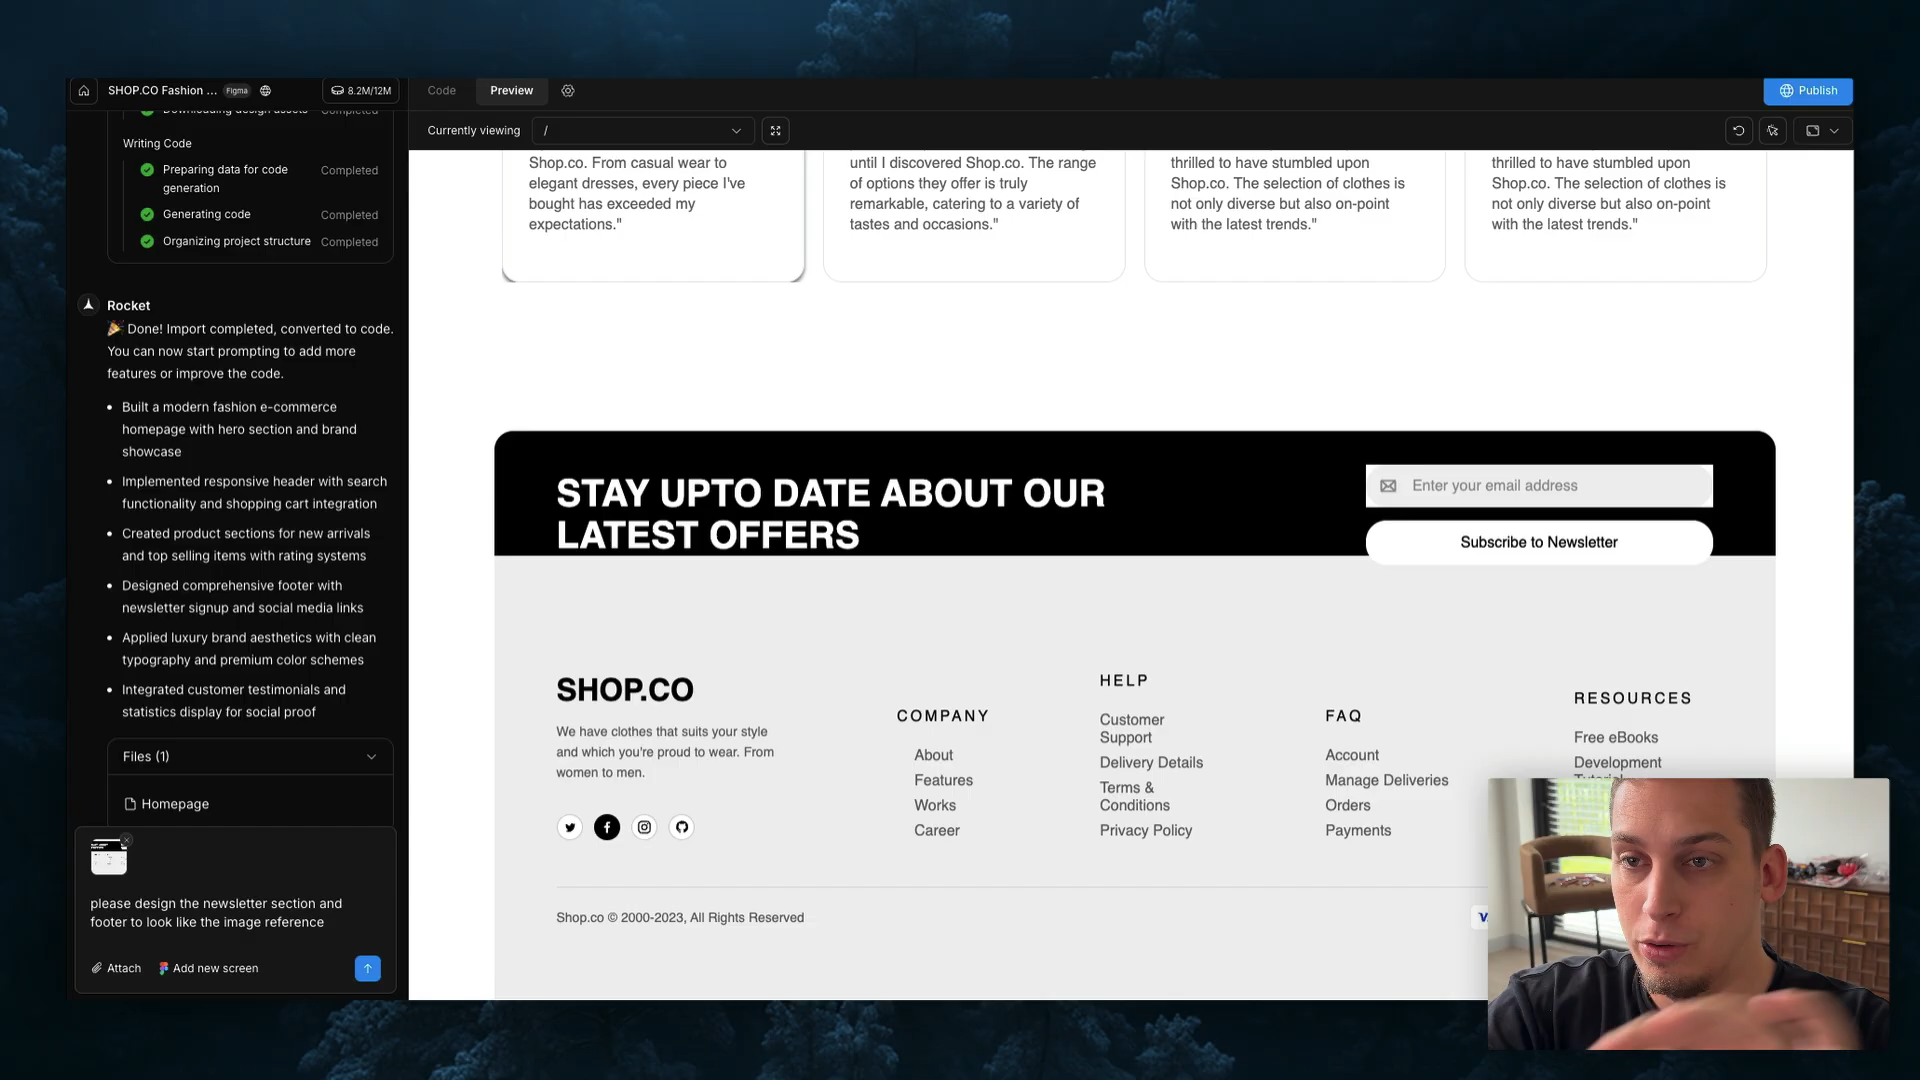 SHOP.CO Fashion ...
Figma
8.2M/12M
Code
Preview
Publish
Currently viewing
/
Downloading design assets
Completed
Writing Code
Preparing data for code
generation
Completed
Generating code
Completed
Organizing project structure
Completed
Rocket
Done! Import completed, converted to code.
You can now start prompting to add more
features or improve the code.
Built a modern fashion e-commerce
homepage with hero section and brand
showcase
Implemented responsive header with search
functionality and shopping cart integration
Created product sections for new arrivals
and top selling items with rating systems
Designed comprehensive footer with
newsletter signup and social media links
Applied luxury brand aesthetics with clean
typography and premium color schemes
Integrated customer testimonials and
statistics display for social proof
Files (1)
Homepage
please design the newsletter section and
footer to look like the image reference
Attach
Add new screen
Shop.co. From casual wear to
elegant dresses, every piece I've
bought has exceeded my
expectations."
until I discovered Shop.co. The range
of options they offer is truly
remarkable, catering to a variety of
tastes and occasions."
thrilled to have stumbled upon
Shop.co. The selection of clothes is
not only diverse but also on-point
with the latest trends."
thrilled to have stumbled upon
Shop.co. The selection of clothes is
not only diverse but also on-point
with the latest trends."
STAY UPTO DATE ABOUT OUR
LATEST OFFERS
Enter your email address
Subscribe to Newsletter
SHOP.CO
We have clothes that suits your style
and which you're proud to wear. From
women to men.
COMPANY
About
Features
Works
Career
HELP
Customer
Support
Delivery Details
Terms &
Conditions
Privacy Policy
FAQ
Account
Manage Deliveries
Orders
Payments
RESOURCES
Free eBooks
Development
Shop.co © 2000-2023, All Rights Reserved